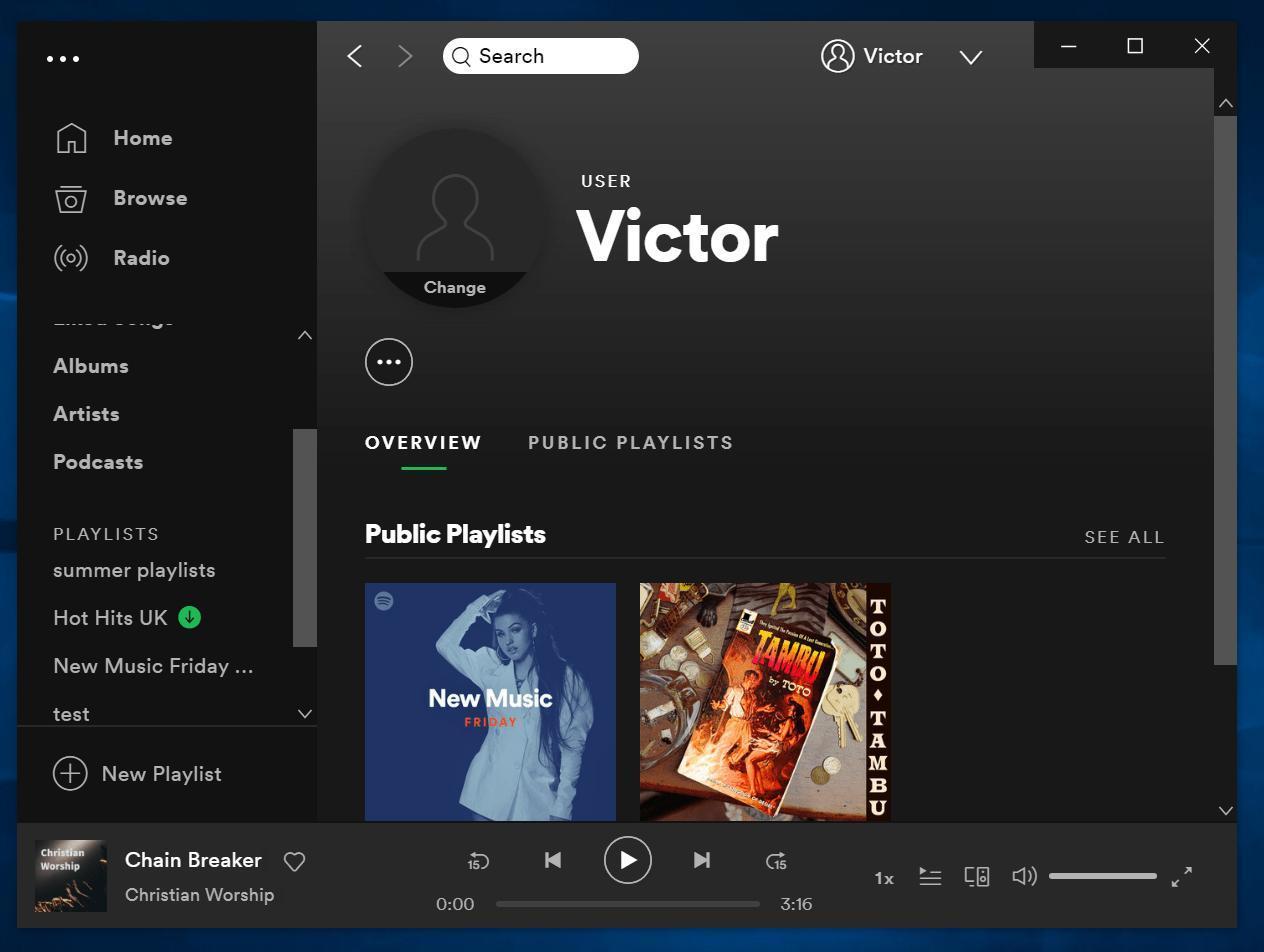 Search
Victor
Home
Browse
Radio
Albums
Artists
Podcasts
PLAYLISTS
summer playlists
Hot Hits UK
New Music Friday ...
test
New Playlist
USER
Victor
Change
OVERVIEW
PUBLIC PLAYLISTS
Public Playlists
SEE ALL
New Music
FRIDAY
TAMBU
by TOTO
TOTO ♦ TAMBU
Christian
Worship
Chain Breaker
Christian Worship
15
15
0:00
3:16
1x